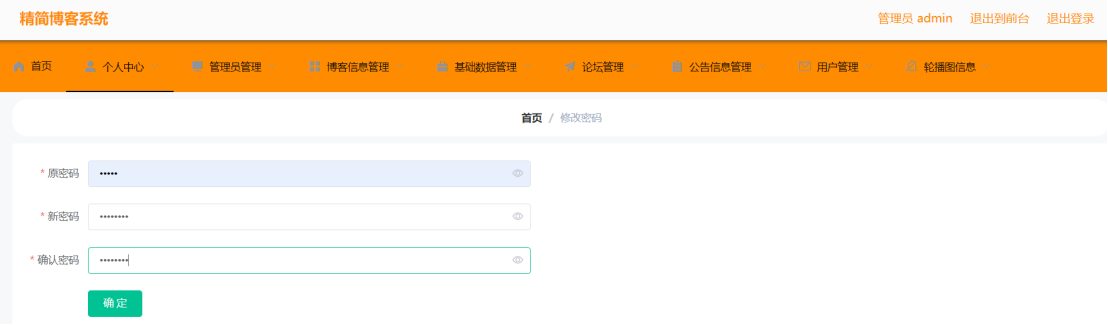 精简博客系统
管理员 admin 退出到前台 退出登录
首页 个人中心 管理员管理 博客信息管理 基础数据管理 论坛管理 公告信息管理 用户管理 轮播图信息
首页 / 修改密码
* 原密码 •••••
* 新密码 ••••••••
* 确认密码 ••••••••
确 定